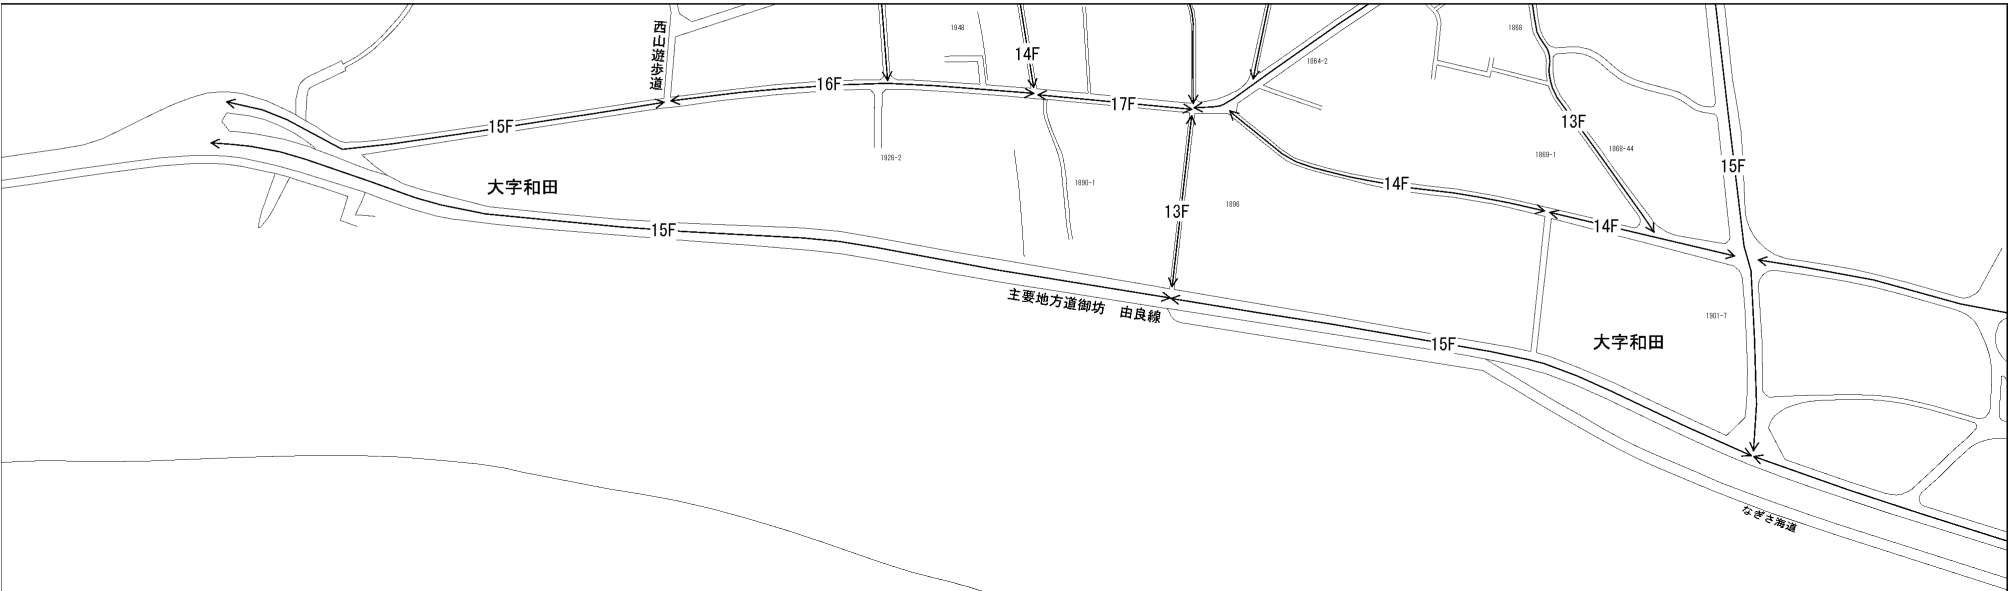 西山遊歩道
1948
14F
1868
1864-2
16F
17F
15F
13F
1926-2
1869-1
1868-44
15F
大字和田
1890-1
14F
1896
13F
14F
15F
主要地方道御坊　由良線
1901-7
大字和田
15F
なぎさ海道